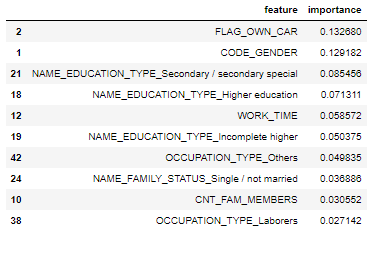 feature importance
2 FLAG_OWN_CAR 0.132680
1 CODE_GENDER 0.129182
21 NAME_EDUCATION_TYPE_Secondary / secondary special 0.085456
18 NAME_EDUCATION_TYPE_Higher education 0.071311
12 WORK_TIME 0.058572
19 NAME_EDUCATION_TYPE_Incomplete higher 0.050375
42 OCCUPATION_TYPE_Others 0.049835
24 NAME_FAMILY_STATUS_Single / not married 0.036886
10 CNT_FAM_MEMBERS 0.030552
38 OCCUPATION_TYPE_Laborers 0.027142